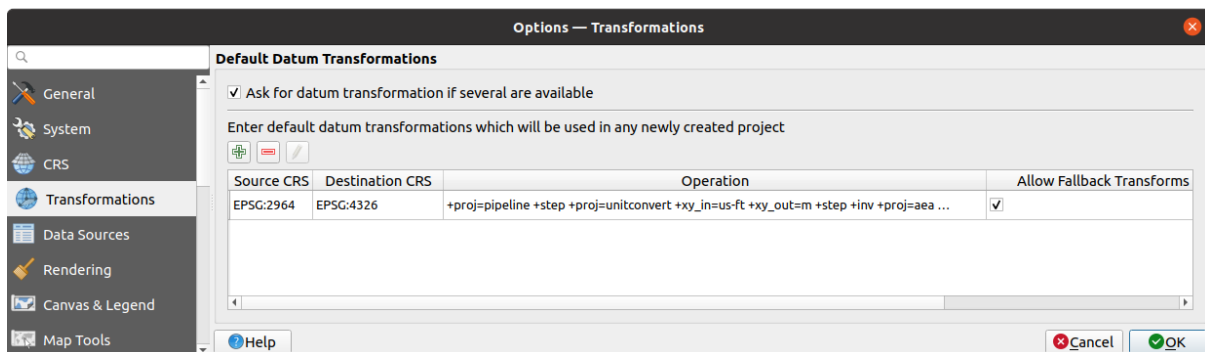 Options — Transformations
General
System
CRS
Transformations
Data Sources
Rendering
Canvas & Legend
Map Tools
Default Datum Transformations
Ask for datum transformation if several are available
Enter default datum transformations which will be used in any newly created project
Source CRS Destination CRS Operation Allow Fallback Transforms
EPSG:2964 EPSG:4326 +proj=pipeline +step +proj=unitconvert +xy_in=us-ft +xy_out=m +step +inv +proj=aea ...
Help Cancel OK